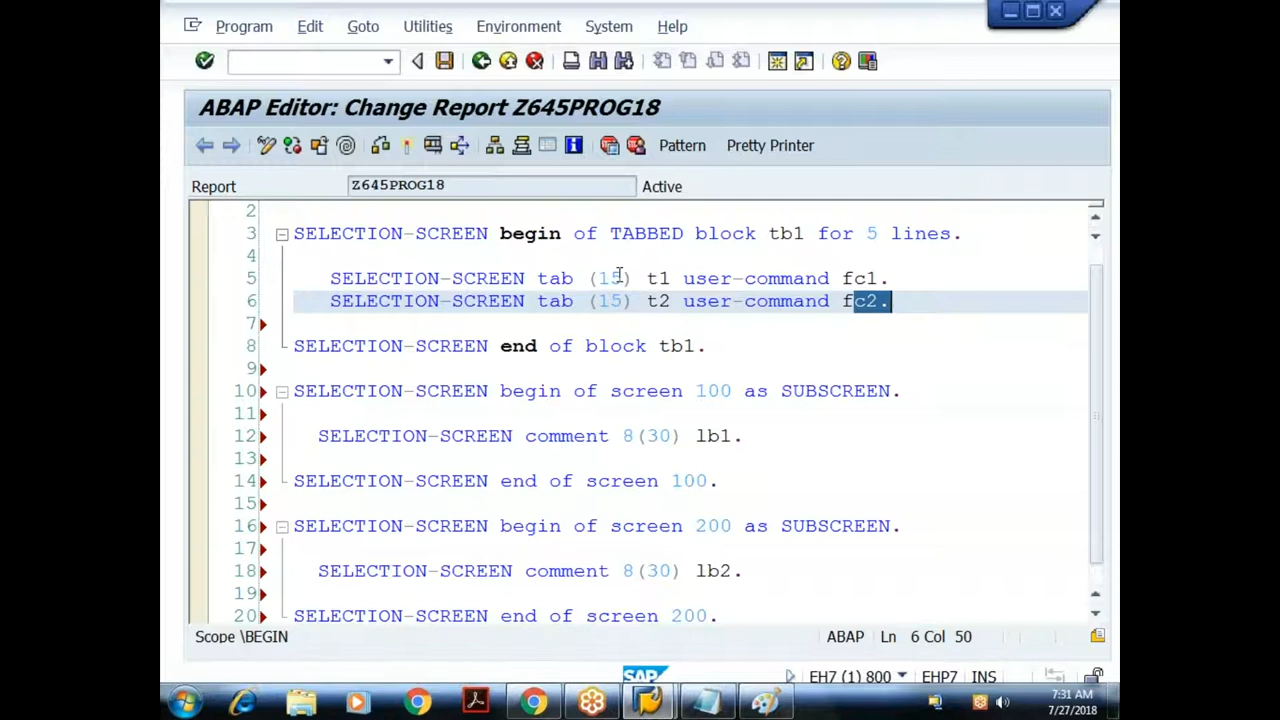 Program Edit Goto Utilities Environment System Help
ABAP Editor: Change Report Z645PROG18
Pattern Pretty Printer
Report Z645PROG18 Active
2
3 SELECTION-SCREEN begin of TABBED block tb1 for 5 lines.
4
5 SELECTION-SCREEN tab (15) t1 user-command fc1.
6 SELECTION-SCREEN tab (15) t2 user-command fc2.
7
8 SELECTION-SCREEN end of block tb1.
9
10 SELECTION-SCREEN begin of screen 100 as SUBSCREEN.
11
12 SELECTION-SCREEN comment 8(30) lb1.
13
14 SELECTION-SCREEN end of screen 100.
15
16 SELECTION-SCREEN begin of screen 200 as SUBSCREEN.
17
18 SELECTION-SCREEN comment 8(30) lb2.
19
20 SELECTION-SCREEN end of screen 200.
Scope \BEGIN ABAP Ln 6 Col 50
SAP EH7 (1) 800 EHP7 INS
7:31 AM
7/27/2018